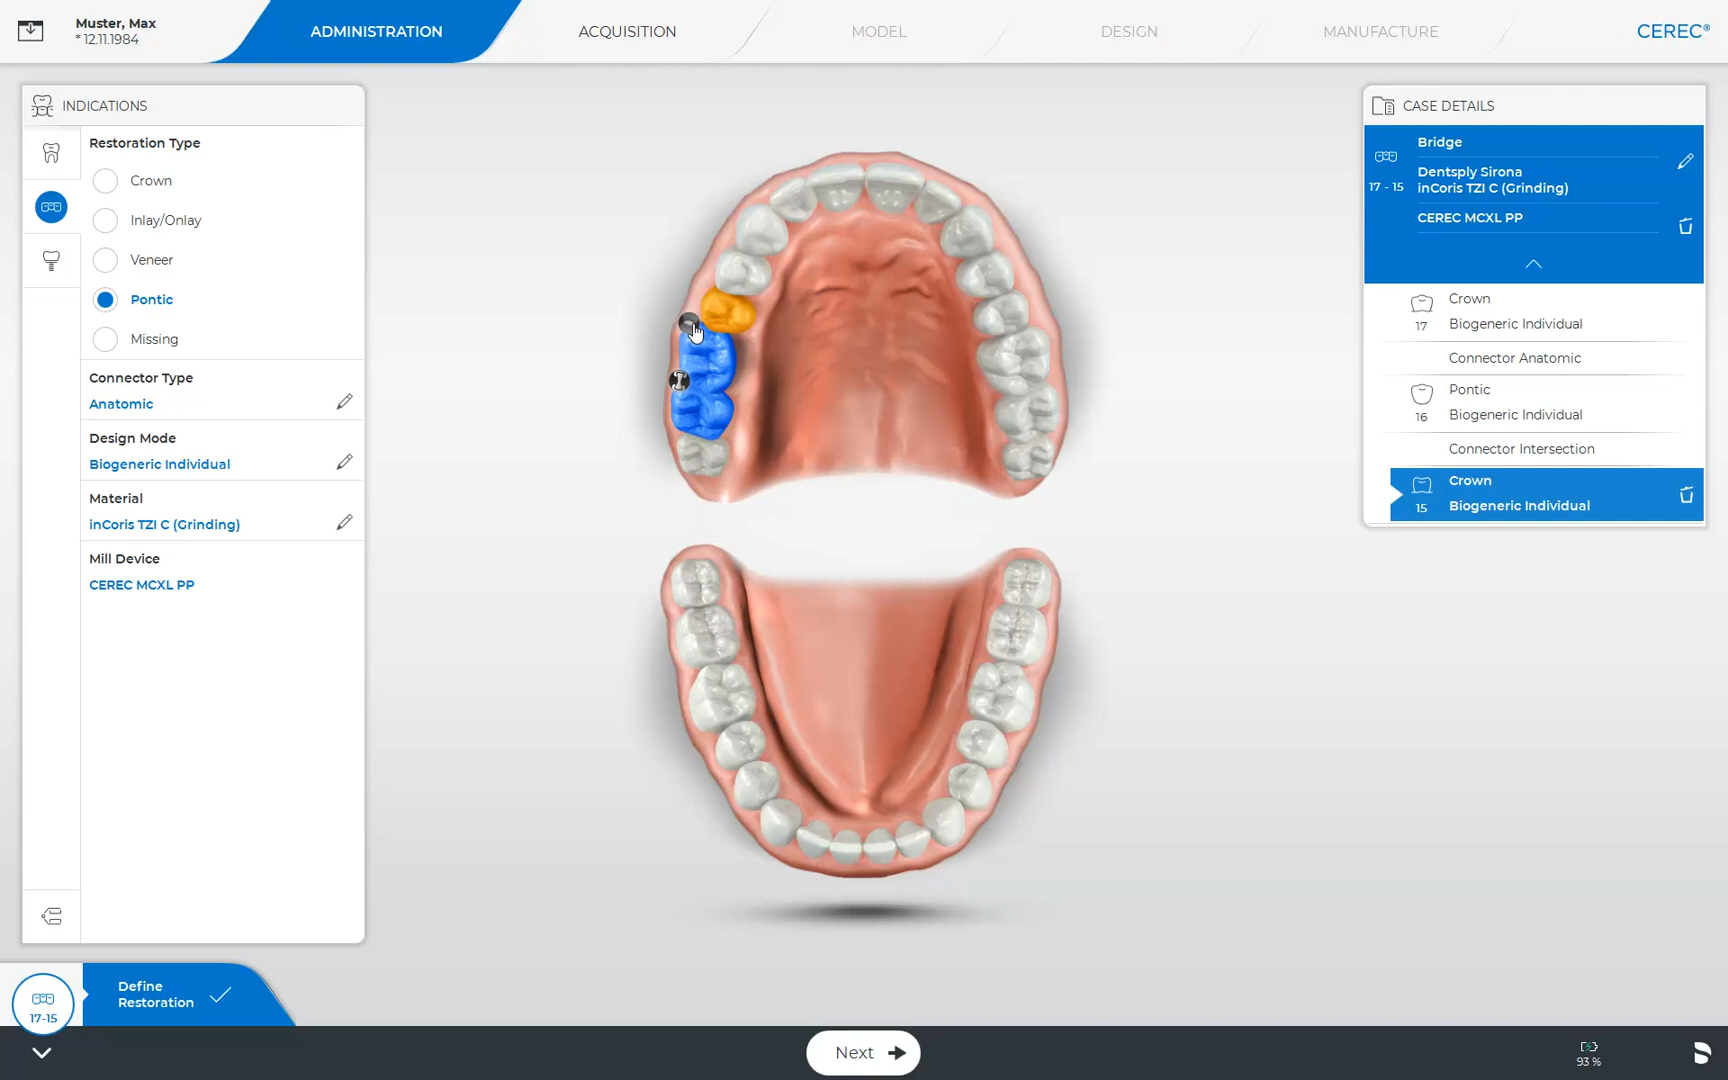 Muster, Max
* 12.11.1984
ADMINISTRATION
ACQUISITION
MODEL
DESIGN
MANUFACTURE
CEREC®
INDICATIONS
Restoration Type
Crown
Inlay/Onlay
Veneer
Pontic
Missing
Connector Type
Anatomic
Design Mode
Biogeneric Individual
Material
inCoris TZI C (Grinding)
Mill Device
CEREC MCXL PP
CASE DETAILS
Bridge
17 - 15
Dentsply Sirona
inCoris TZI C (Grinding)
CEREC MCXL PP
Crown
17
Biogeneric Individual
Connector Anatomic
Pontic
16
Biogeneric Individual
Connector Intersection
Crown
15
Biogeneric Individual
17-15
Define
Restoration
Next
93 %